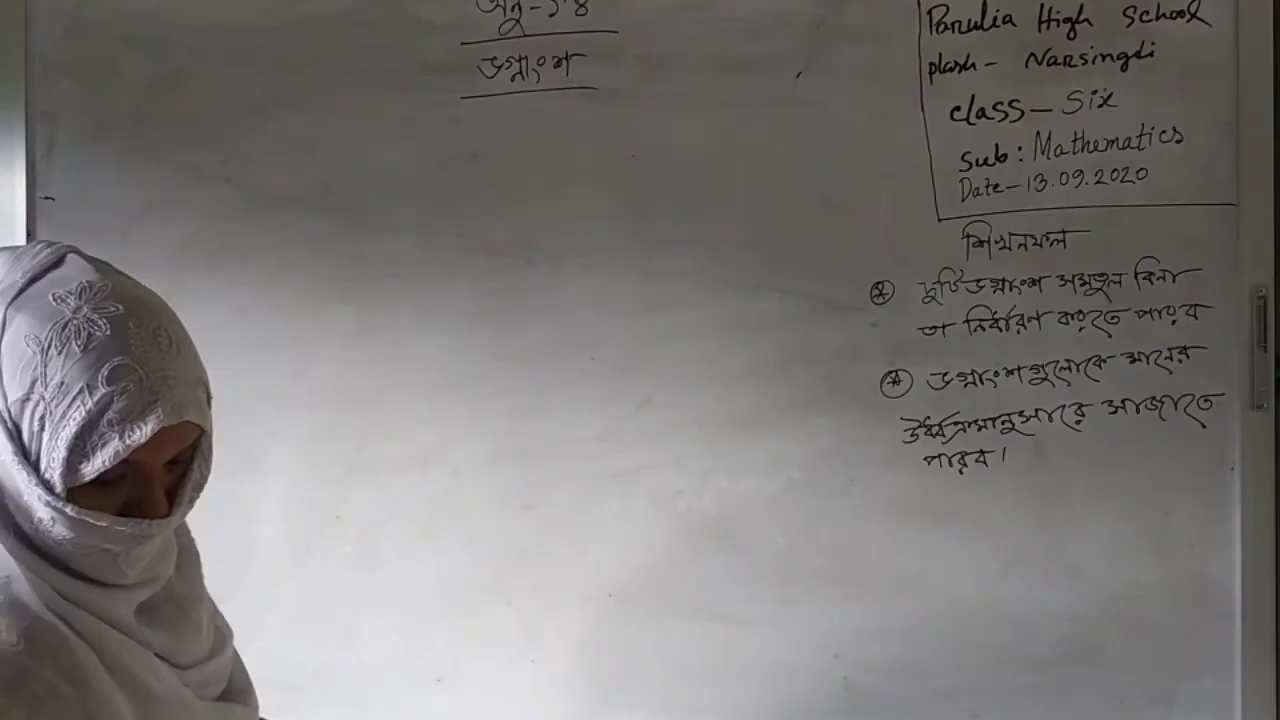 অনু-১.৪
ভগ্নাংশ
Parulia High School
plash- Narsingdi
class- Six
Sub: Mathematics
Date-13.09.2020
শিখনফল
দুটি ভগ্নাংশ সমতুল কিনা
তা নির্ধারণ করতে পারব
ভগ্নাংশগুলোকে মানের
ঊর্ধ্বক্রমানুসারে সাজাতে
পারব।